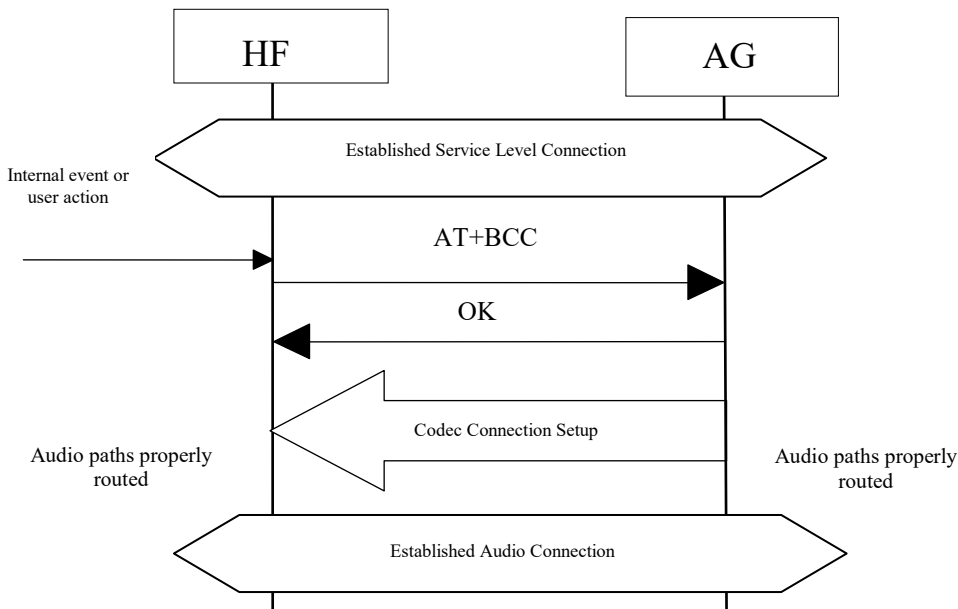 HF
AG
Established Service Level Connection
Internal event or
user action
AT+BCC
OK
Codec Connection Setup
Audio paths properly
routed
Audio paths properly
routed
Established Audio Connection